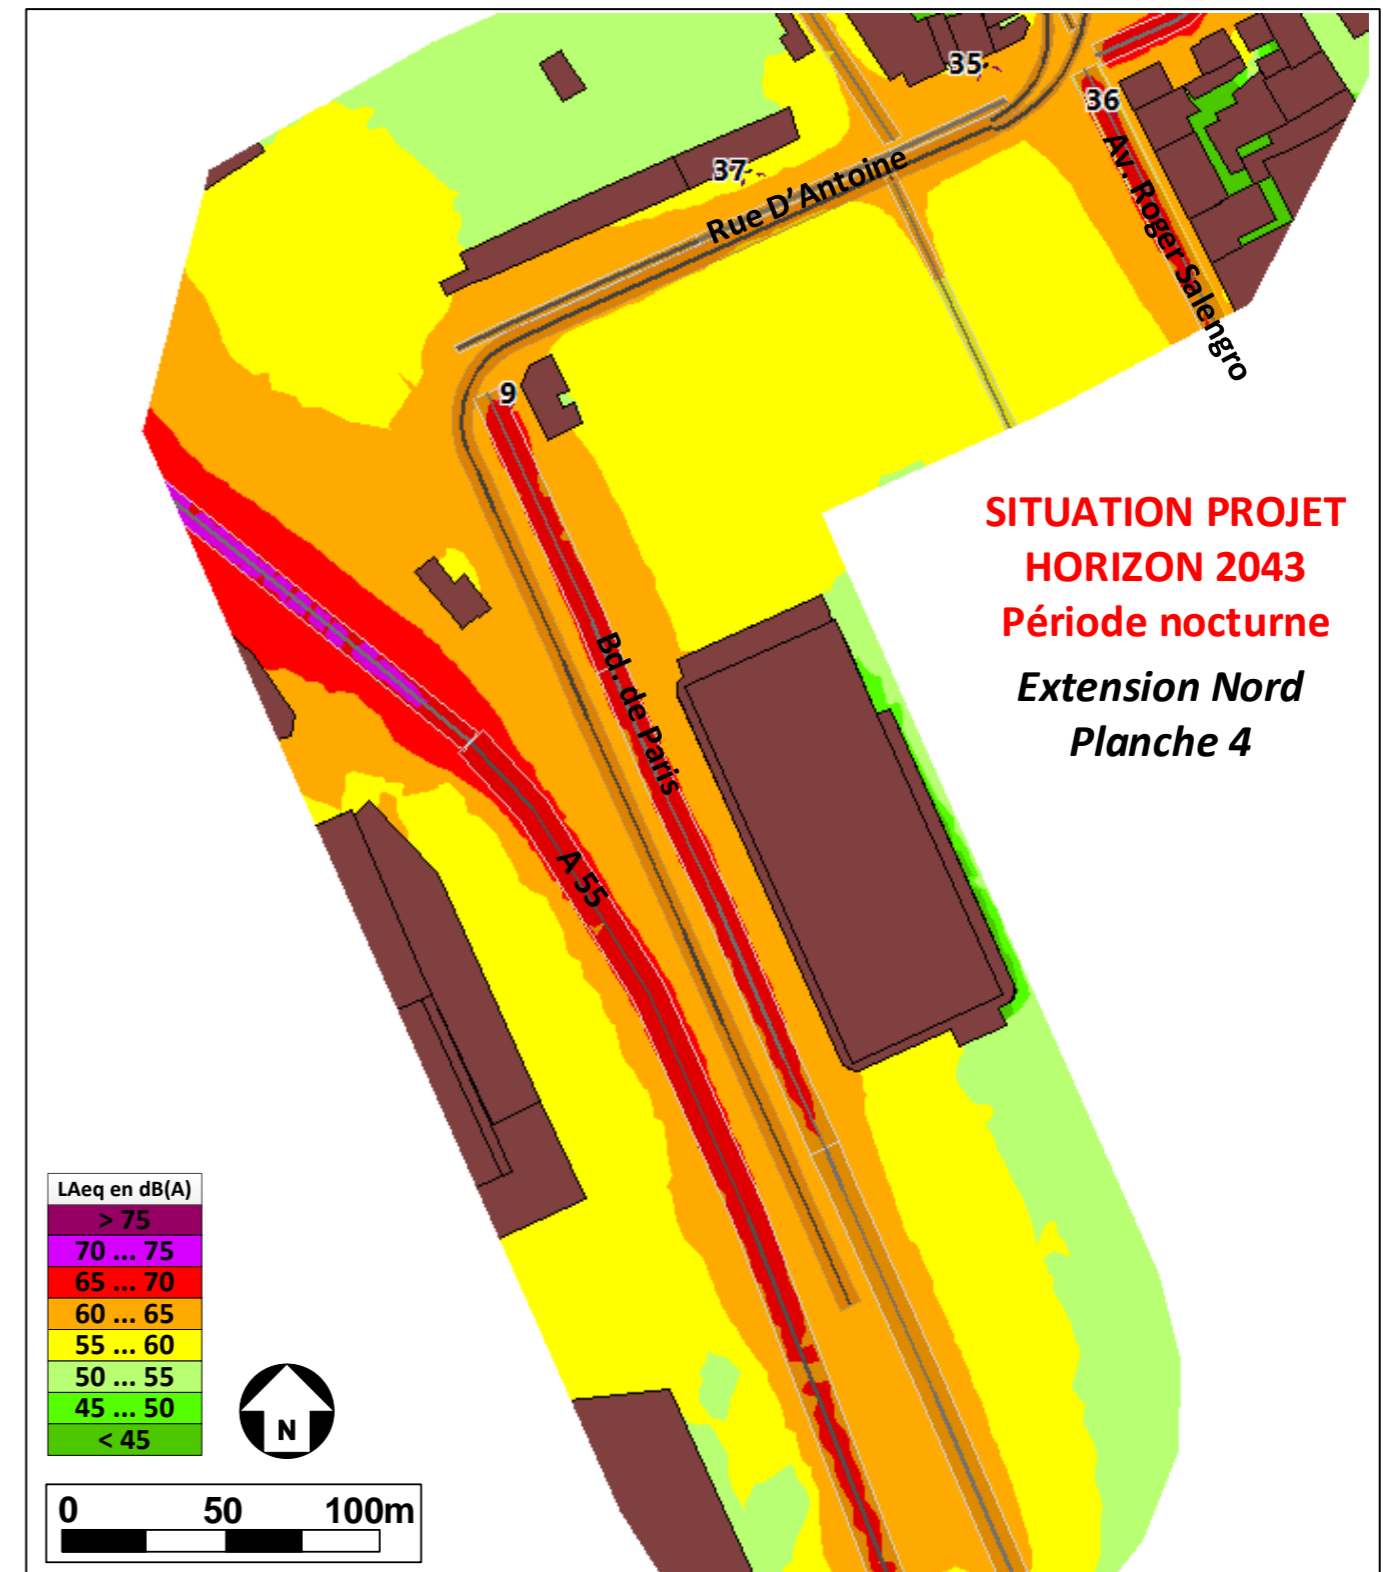 35
36
37
Rue D’Antoine
Av. Roger Salengro
9
SITUATION PROJET
HORIZON 2043
Période nocturne
Extension Nord
Planche 4
Bd. de Paris
A 55
LAeq en dB(A)
> 75
70 ... 75
65 ... 70
60 ... 65
55 ... 60
50 ... 55
45 ... 50
< 45
N
0 50 100m